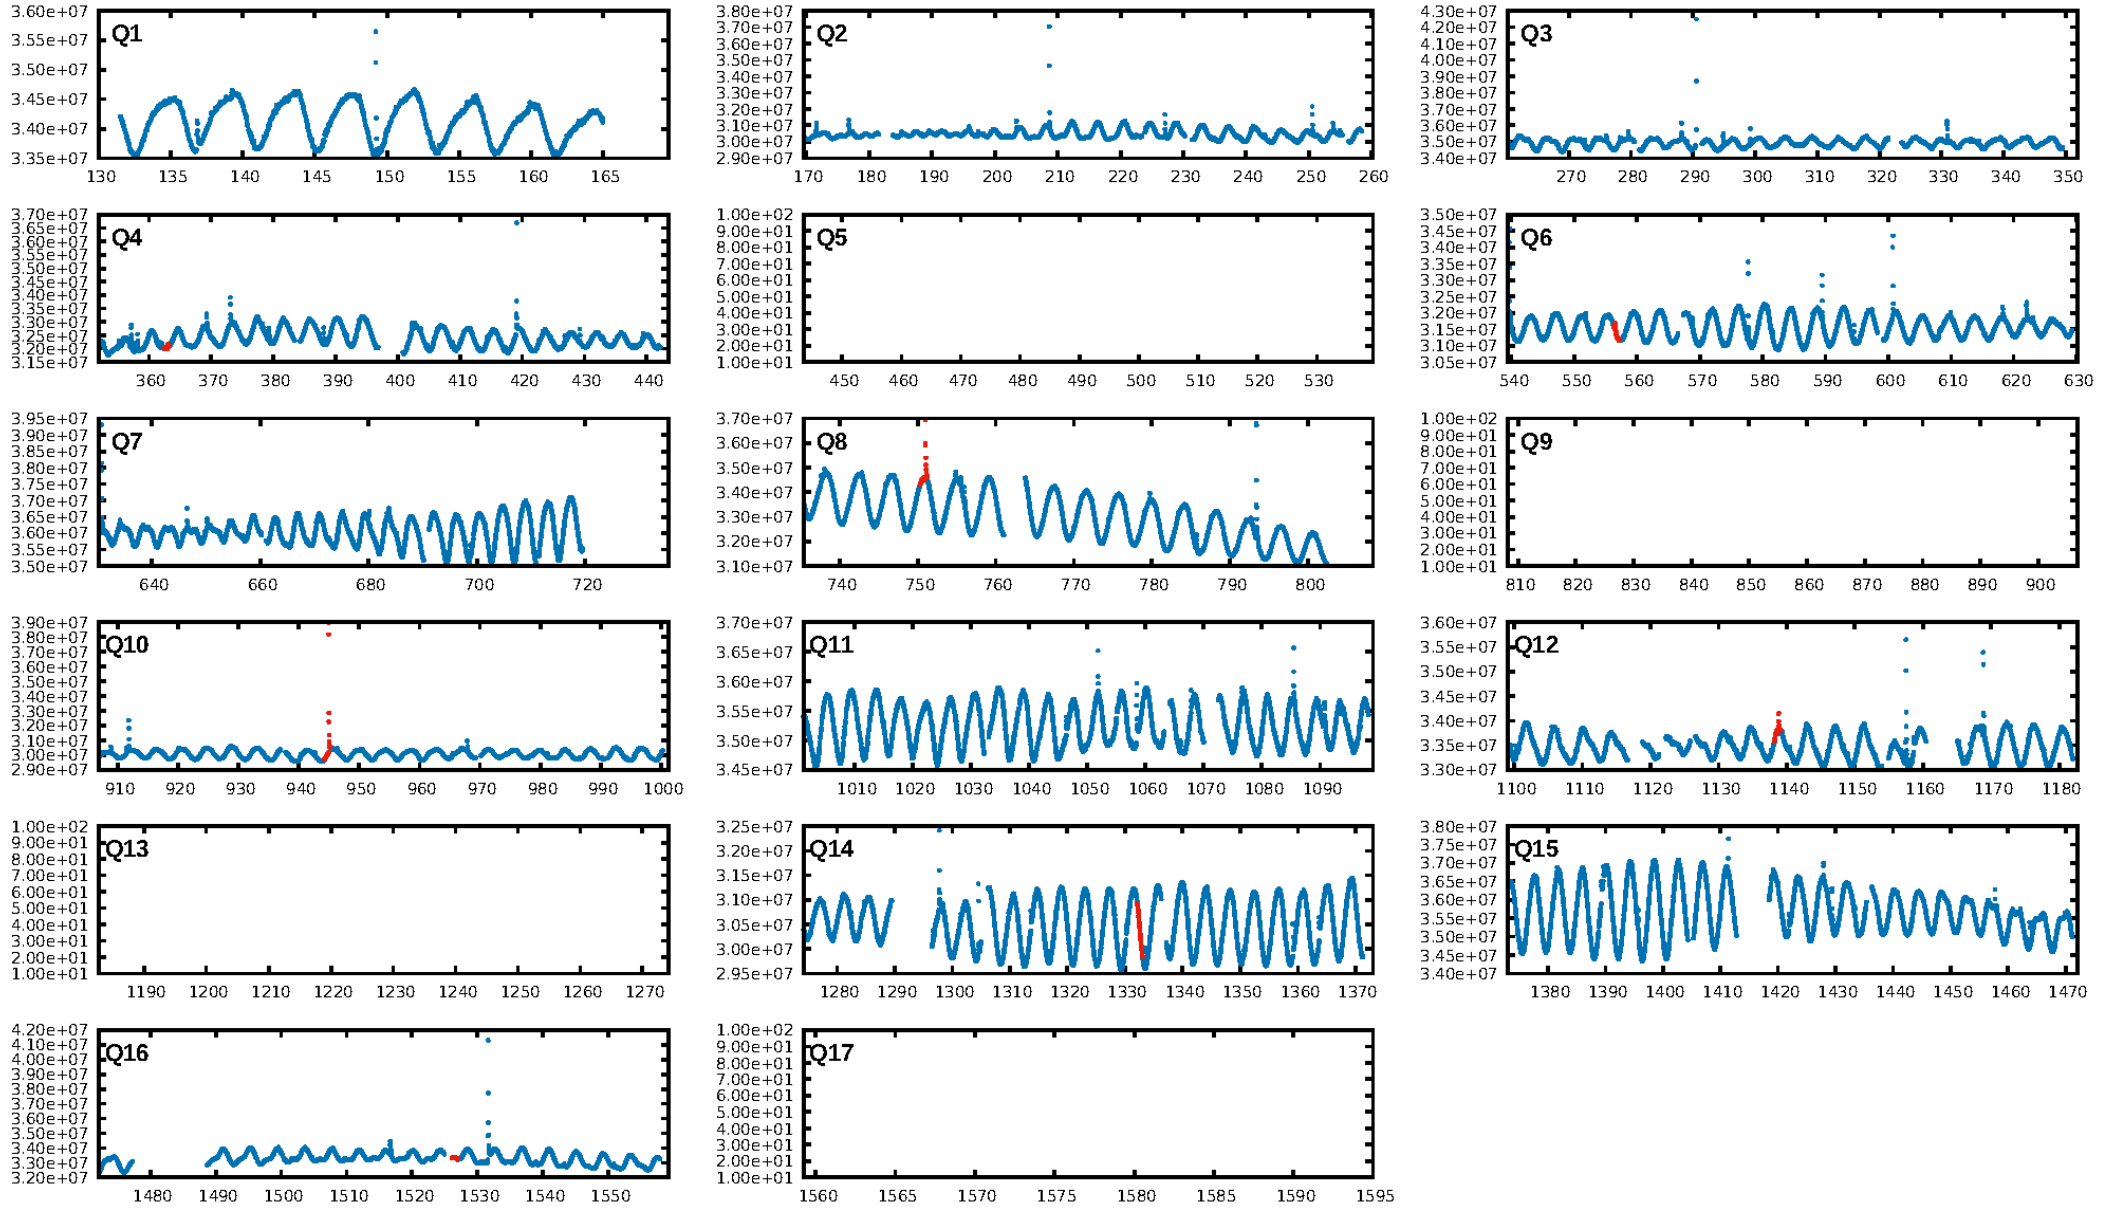 3.60e+07
3.55e+07
3.50e+07
3.45e+07
3.40e+07
3.35e+07
Q1
130 135 140 145 150 155 160 165
3.80e+07
3.70e+07
3.60e+07
3.50e+07
3.40e+07
3.30e+07
3.20e+07
3.10e+07
3.00e+07
2.90e+07
Q2
170 180 190 200 210 220 230 240 250 260
4.30e+07
4.20e+07
4.10e+07
4.00e+07
3.90e+07
3.80e+07
3.70e+07
3.60e+07
3.50e+07
3.40e+07
Q3
270 280 290 300 310 320 330 340 350
3.70e+07
3.65e+07
3.60e+07
3.55e+07
3.50e+07
3.45e+07
3.40e+07
3.35e+07
3.30e+07
3.25e+07
3.20e+07
3.15e+07
Q4
360 370 380 390 400 410 420 430 440
1.00e+02
9.00e+01
8.00e+01
7.00e+01
6.00e+01
5.00e+01
4.00e+01
3.00e+01
2.00e+01
1.00e+01
Q5
450 460 470 480 490 500 510 520 530
3.50e+07
3.45e+07
3.40e+07
3.35e+07
3.30e+07
3.25e+07
3.20e+07
3.15e+07
3.10e+07
3.05e+07
Q6
540 550 560 570 580 590 600 610 620 630
3.95e+07
3.90e+07
3.85e+07
3.80e+07
3.75e+07
3.70e+07
3.65e+07
3.60e+07
3.55e+07
3.50e+07
Q7
640 660 680 700 720
3.70e+07
3.60e+07
3.50e+07
3.40e+07
3.30e+07
3.20e+07
3.10e+07
Q8
740 750 760 770 780 790 800
1.00e+02
9.00e+01
8.00e+01
7.00e+01
6.00e+01
5.00e+01
4.00e+01
3.00e+01
2.00e+01
1.00e+01
Q9
810 820 830 840 850 860 870 880 890 900
3.90e+07
3.80e+07
3.70e+07
3.60e+07
3.50e+07
3.40e+07
3.30e+07
3.20e+07
3.10e+07
3.00e+07
2.90e+07
Q10
910 920 930 940 950 960 970 980 990 1000
3.70e+07
3.65e+07
3.60e+07
3.55e+07
3.50e+07
3.45e+07
Q11
1010 1020 1030 1040 1050 1060 1070 1080 1090
3.60e+07
3.55e+07
3.50e+07
3.45e+07
3.40e+07
3.35e+07
3.30e+07
Q12
1100 1110 1120 1130 1140 1150 1160 1170 1180
1.00e+02
9.00e+01
8.00e+01
7.00e+01
6.00e+01
5.00e+01
4.00e+01
3.00e+01
2.00e+01
1.00e+01
Q13
1190 1200 1210 1220 1230 1240 1250 1260 1270
3.25e+07
3.20e+07
3.15e+07
3.10e+07
3.05e+07
3.00e+07
2.95e+07
Q14
1280 1290 1300 1310 1320 1330 1340 1350 1360 1370
3.80e+07
3.75e+07
3.70e+07
3.65e+07
3.60e+07
3.55e+07
3.50e+07
3.45e+07
3.40e+07
Q15
1380 1390 1400 1410 1420 1430 1440 1450 1460 1470
4.20e+07
4.10e+07
4.00e+07
3.90e+07
3.80e+07
3.70e+07
3.60e+07
3.50e+07
3.40e+07
3.30e+07
3.20e+07
Q16
1480 1490 1500 1510 1520 1530 1540 1550
1.00e+02
9.00e+01
8.00e+01
7.00e+01
6.00e+01
5.00e+01
4.00e+01
3.00e+01
2.00e+01
1.00e+01
Q17
1560 1565 1570 1575 1580 1585 1590 1595